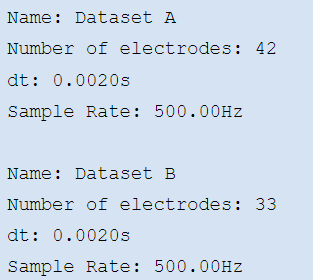 Name: Dataset A
Number of electrodes: 42
dt: 0.0020s
Sample Rate: 500.00Hz
Name: Dataset B
Number of electrodes: 33
dt: 0.0020s
Sample Rate: 500.00Hz